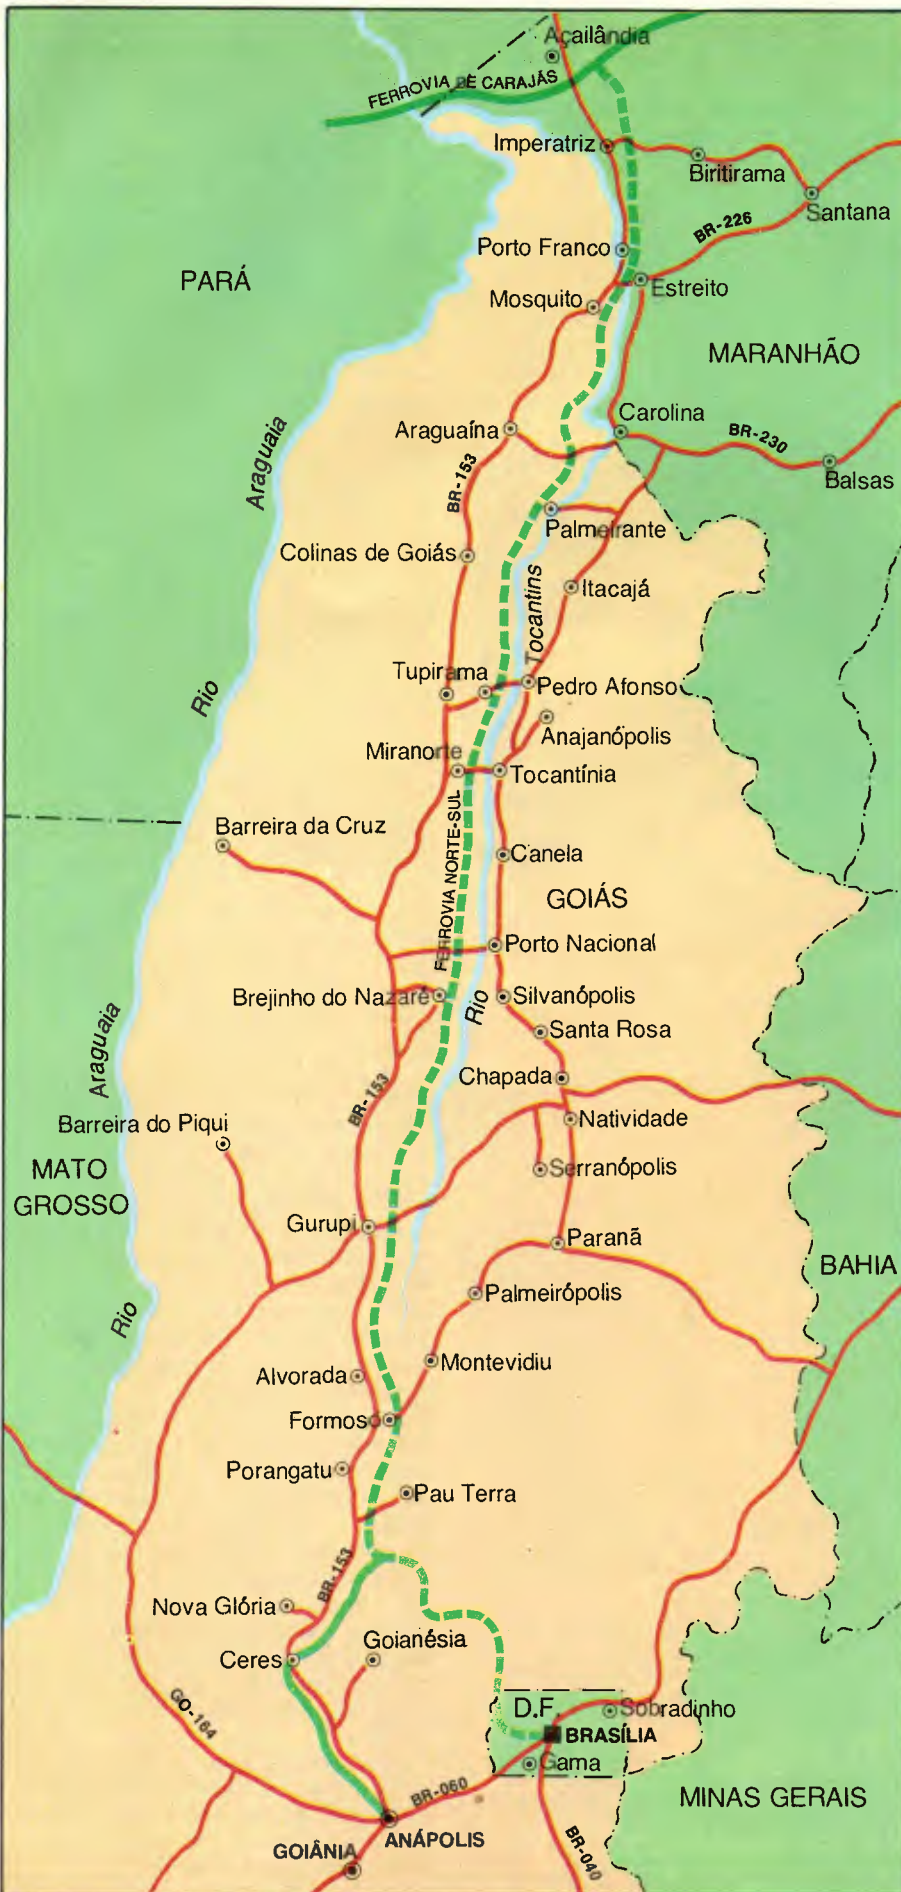 Açailândia
FERROVIA DE CARAJÁS
Imperatriz
Biritirama
Santana
BR-226
Porto Franco
PARÁ
Estreito
Mosquito
MARANHÃO
Carolina
Araguaína
BR-230
Araguaia
BR-153
Balsas
Palmeirante
Colinas de Goiás
Itacajá
Tocantins
Tupirama
Pedro Afonso
Rio
Anajanópolis
Miranorte
Tocantínia
Barreira da Cruz
FERROVIA NORTE-SUL
Canela
GOIÁS
Porto Nacional
Brejinho do Nazaré
Silvanópolis
Rio
Santa Rosa
Araguaia
Chapada
BR-153
Barreira do Piqui
Natividade
MATO
GROSSO
Serranópolis
Gurupi
Paranã
BAHIA
Palmeirópolis
Rio
Montevidiu
Alvorada
Formoso
Porangatu
Pau Terra
BR-153
Nova Glória
Goianésia
Ceres
GO-164
D.F.
Sobradinho
BRASÍLIA
Gama
BR-060
MINAS GERAIS
ANÁPOLIS
GOIÂNIA
BR-040